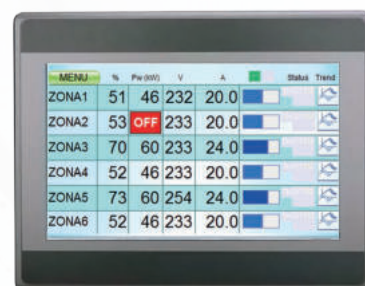 MENU % Pw (kW) V A Status Trend
ZONA1 51 46 232 20.0
ZONA2 53 OFF 233 20.0
ZONA3 70 60 233 24.0
ZONA4 52 46 233 20.0
ZONA5 73 60 254 24.0
ZONA6 52 46 233 20.0